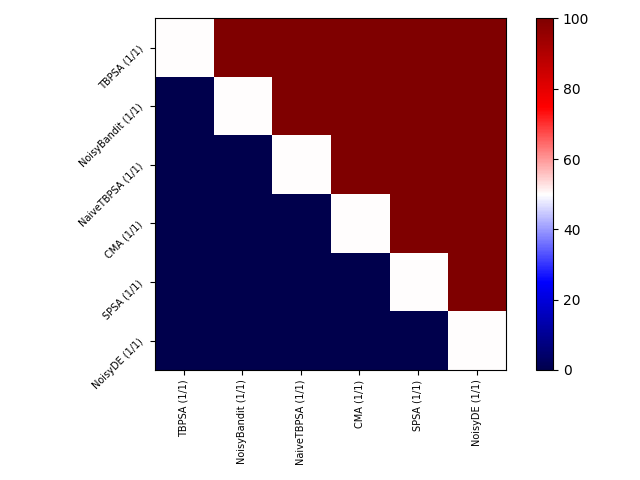 TBPSA (1/1)
NoisyBandit (1/1)
NaiveTBPSA (1/1)
CMA (1/1)
SPSA (1/1)
NoisyDE (1/1)
TBPSA (1/1)
NoisyBandit (1/1)
NaiveTBPSA (1/1)
CMA (1/1)
SPSA (1/1)
NoisyDE (1/1)
100
80
60
40
20
0